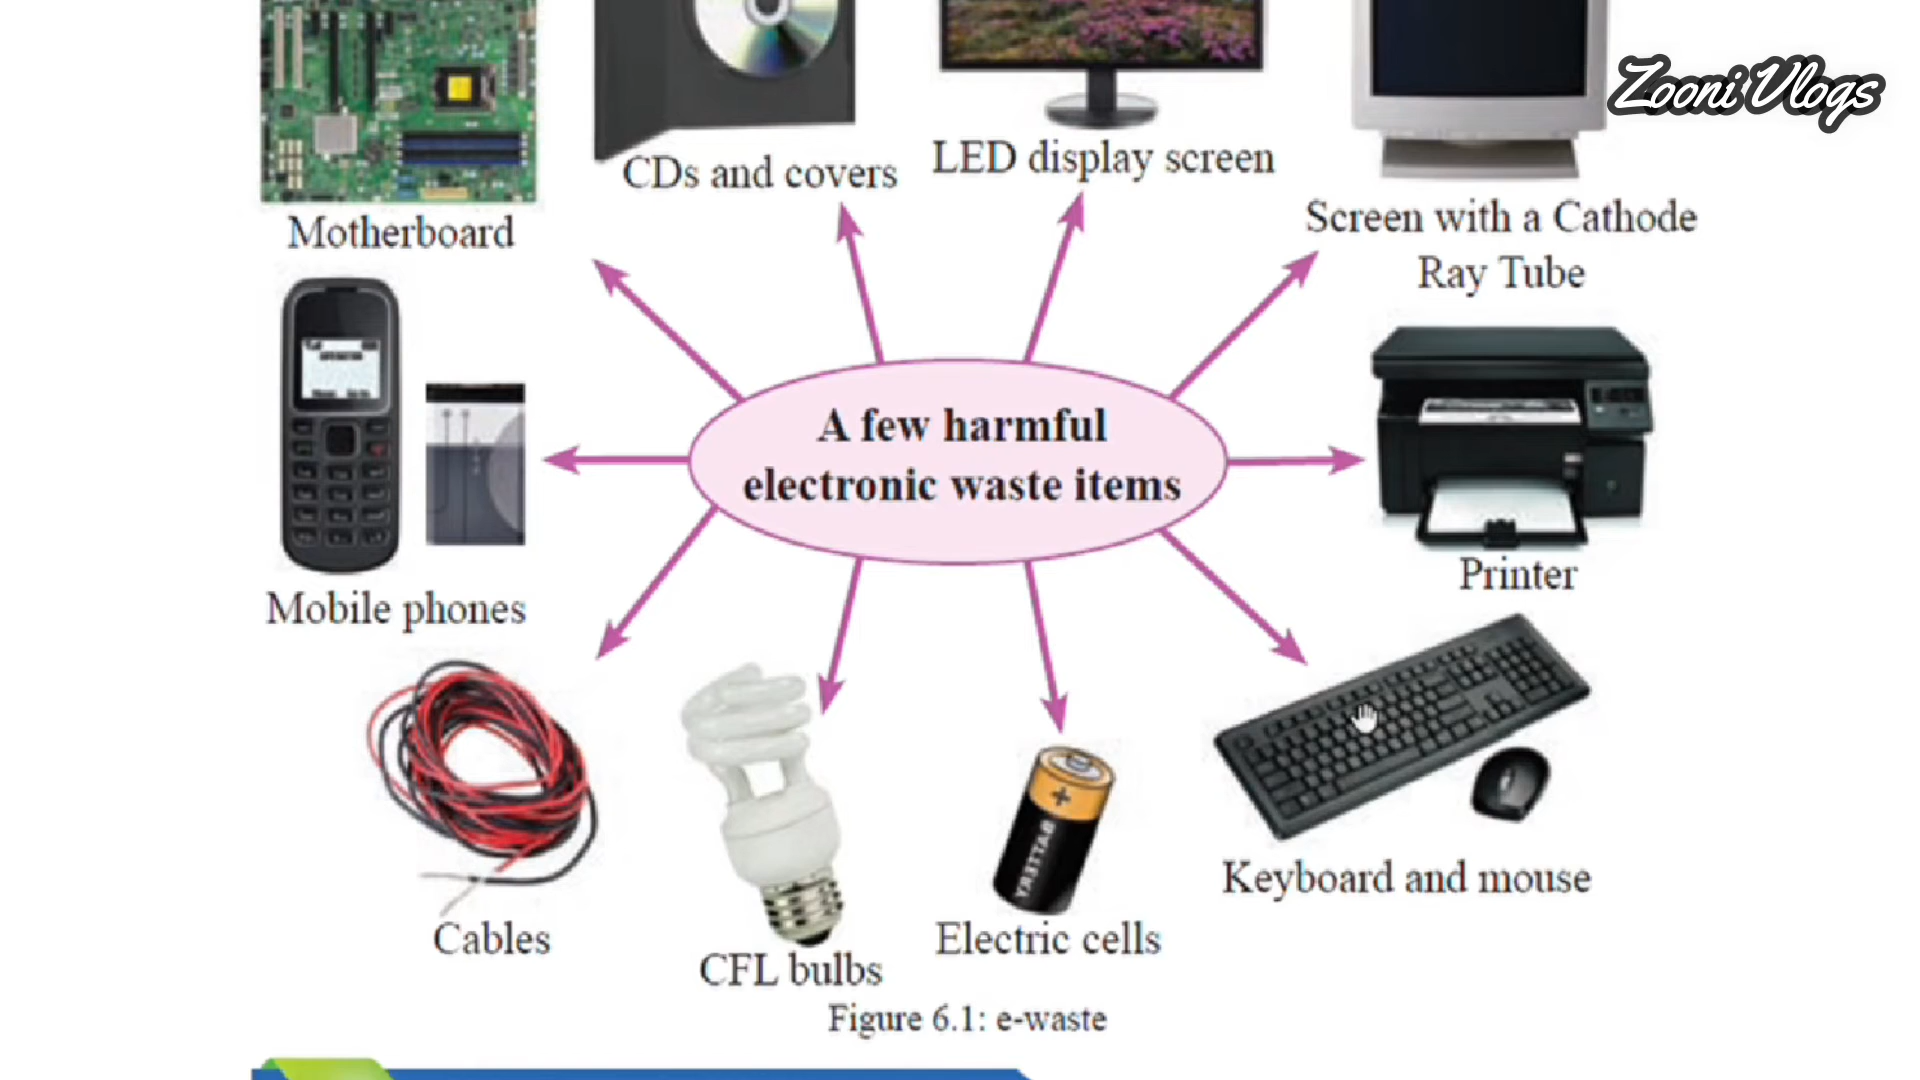 Zooni Vlogs
CDs and covers
LED display screen
Motherboard
Screen with a Cathode
Ray Tube
A few harmful
electronic waste items
Printer
Mobile phones
BATTERY
Keyboard and mouse
Cables
Electric cells
CFL bulbs
Figure 6.1: e-waste